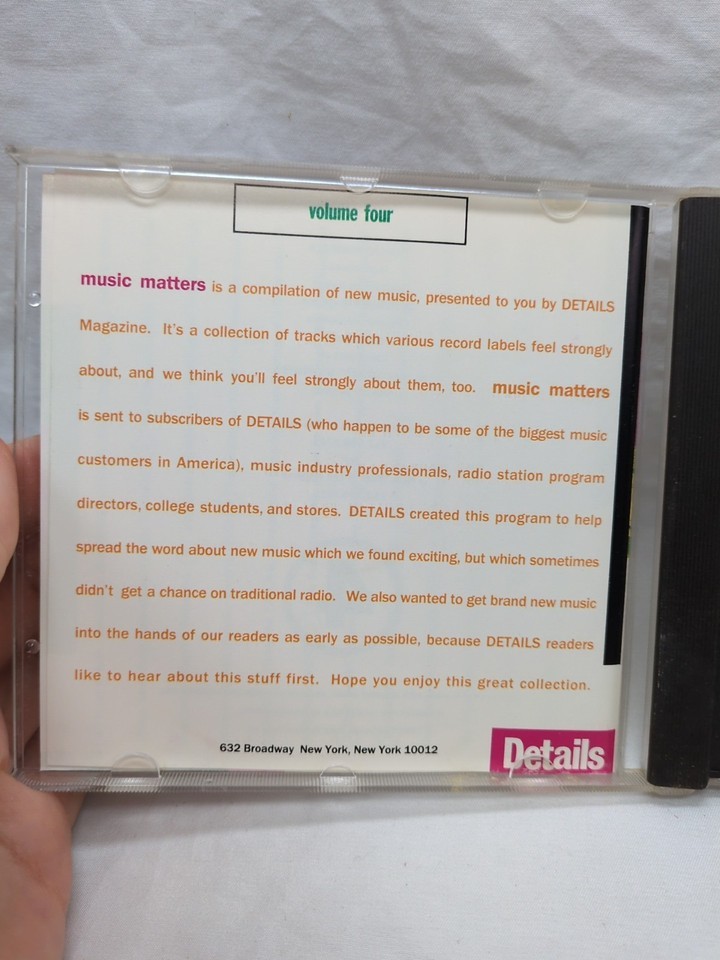 volume four
music matters is a compilation of new music, presented to you by DETAILS
Magazine. It's a collection of tracks which various record labels feel strongly
about, and we think you'll feel strongly about them, too. music matters
is sent to subscribers of DETAILS (who happen to be some of the biggest music
customers in America), music industry professionals, radio station program
directors, college students, and stores. DETAILS created this program to help
spread the word about new music which we found exciting, but which sometimes
didn't get a chance on traditional radio. We also wanted to get brand new music
into the hands of our readers as early as possible, because DETAILS readers
like to hear about this stuff first. Hope you enjoy this great collection.
632 Broadway New York, New York 10012
Details